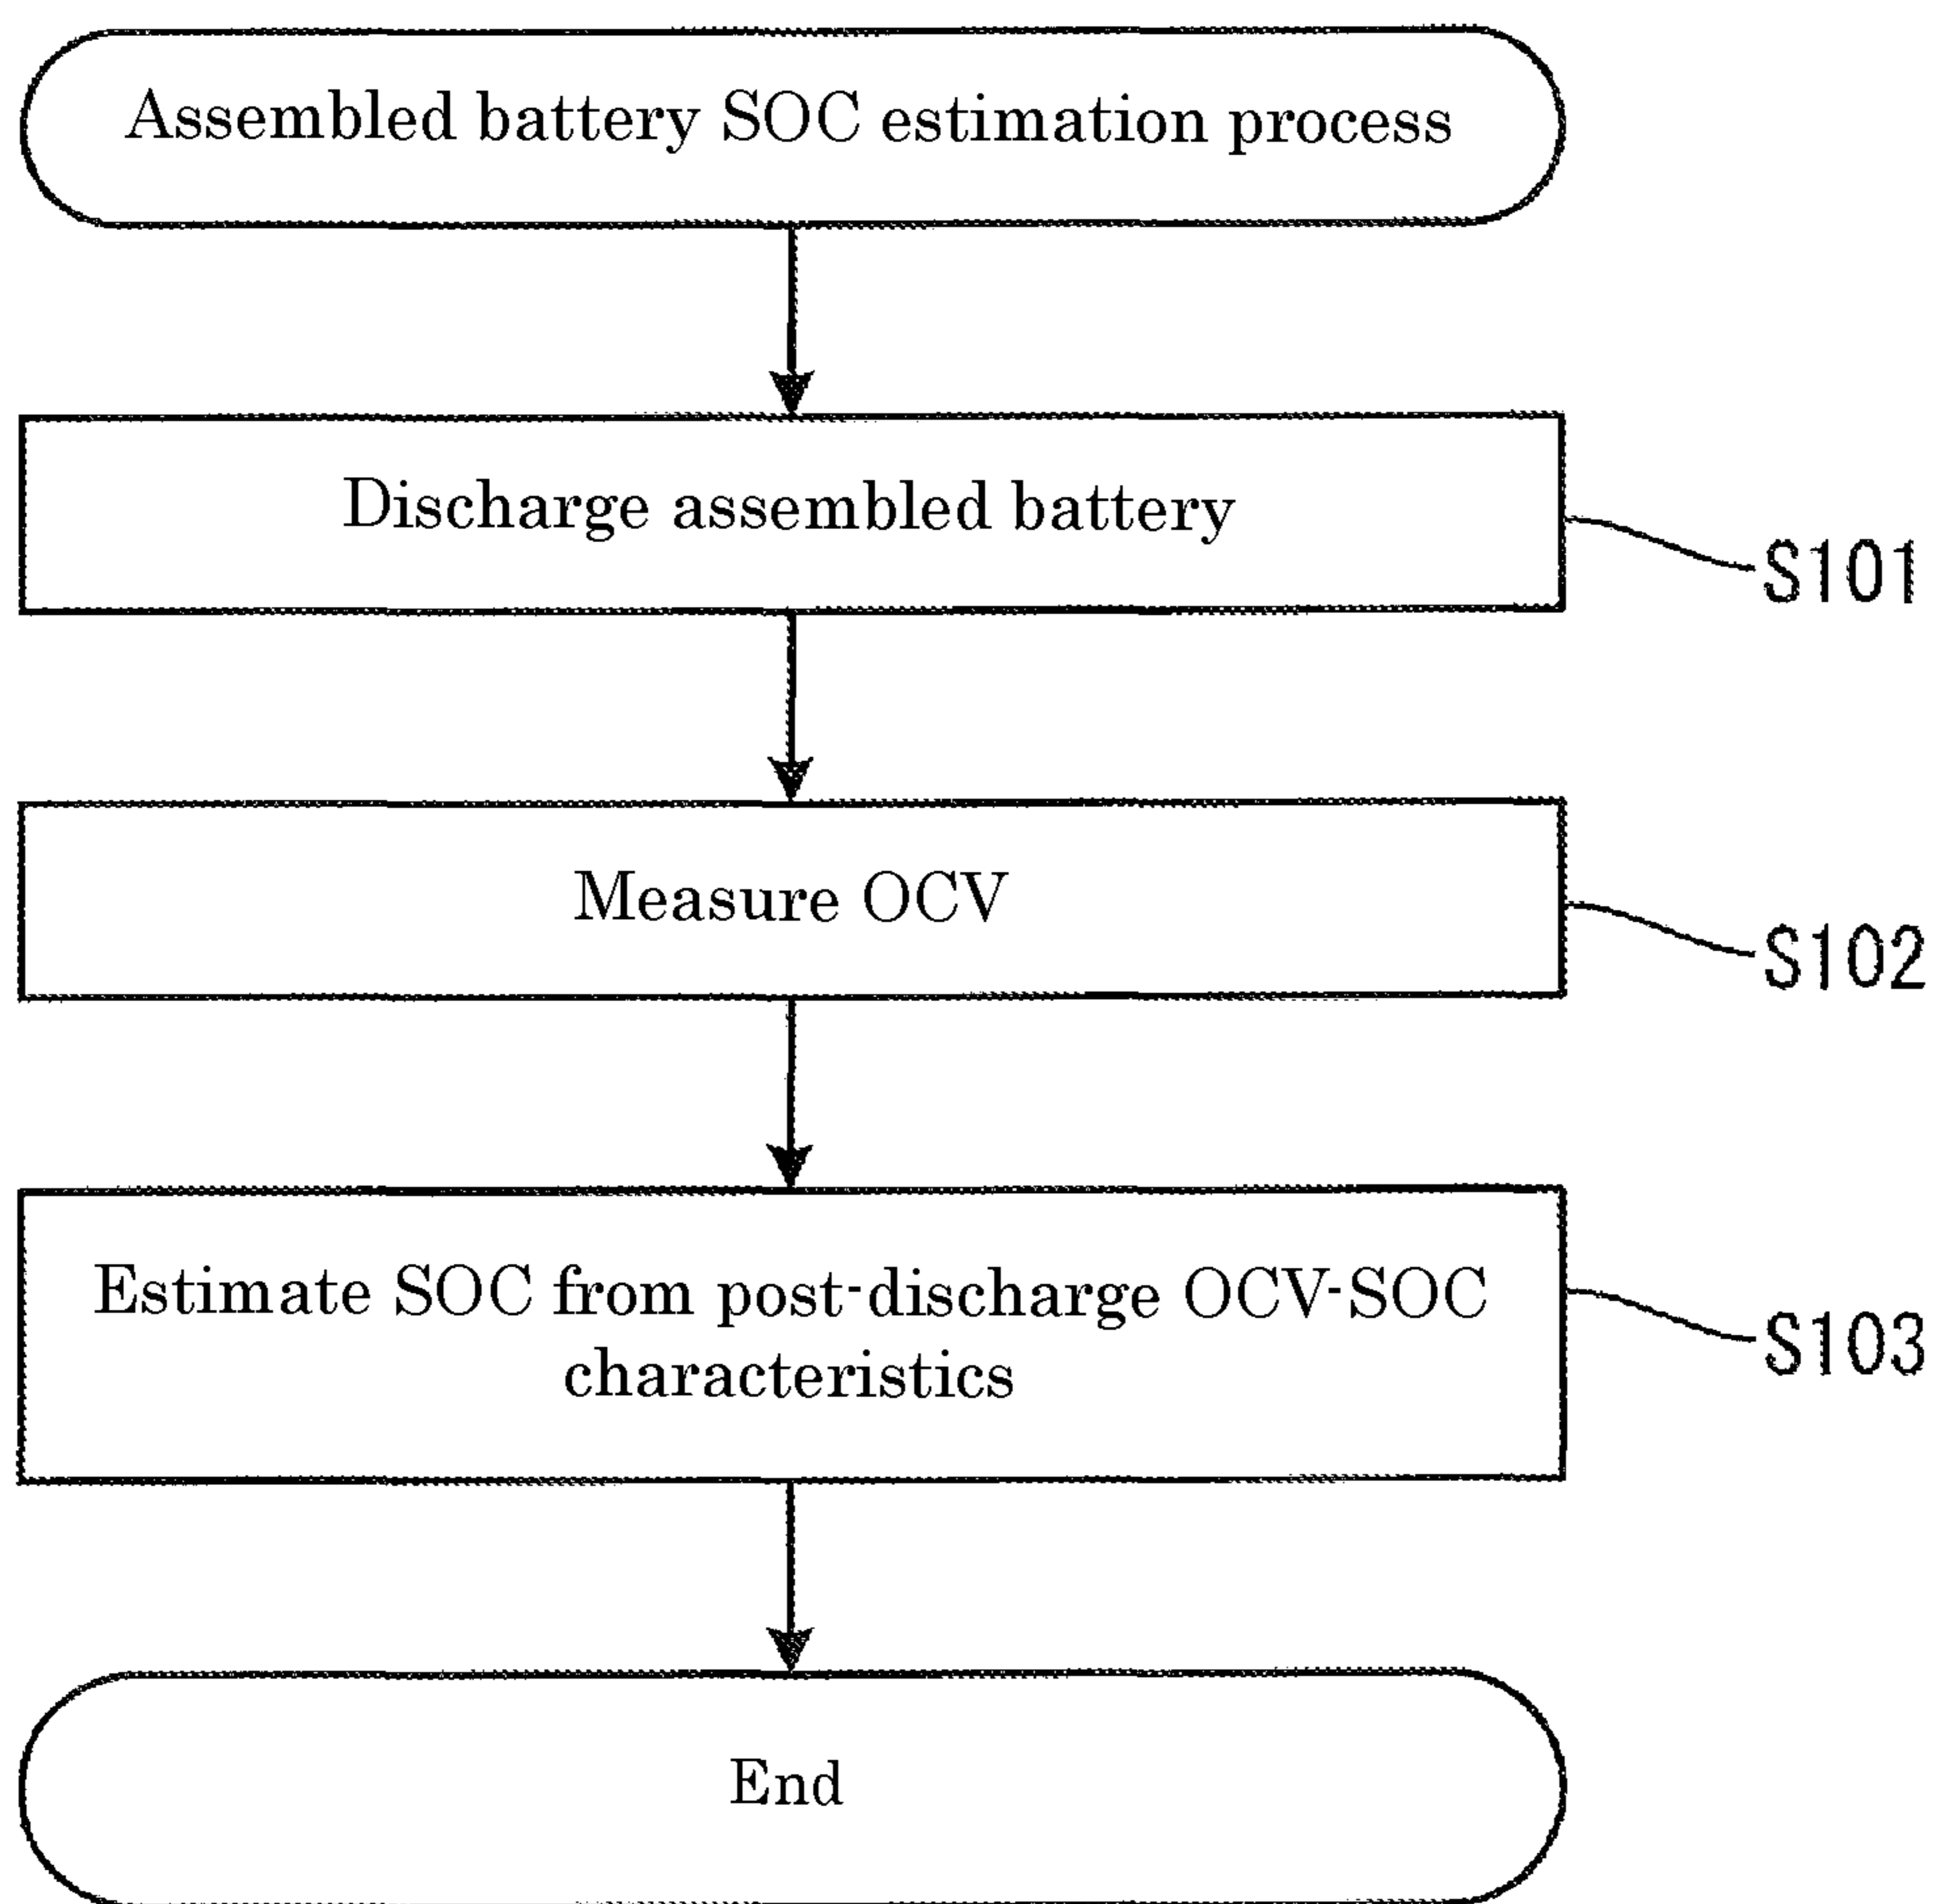 Assembled battery SOC estimation process
Discharge assembled battery
S101
Measure OCV
S102
Estimate SOC from post-discharge OCV-SOC
characteristics
S103
End